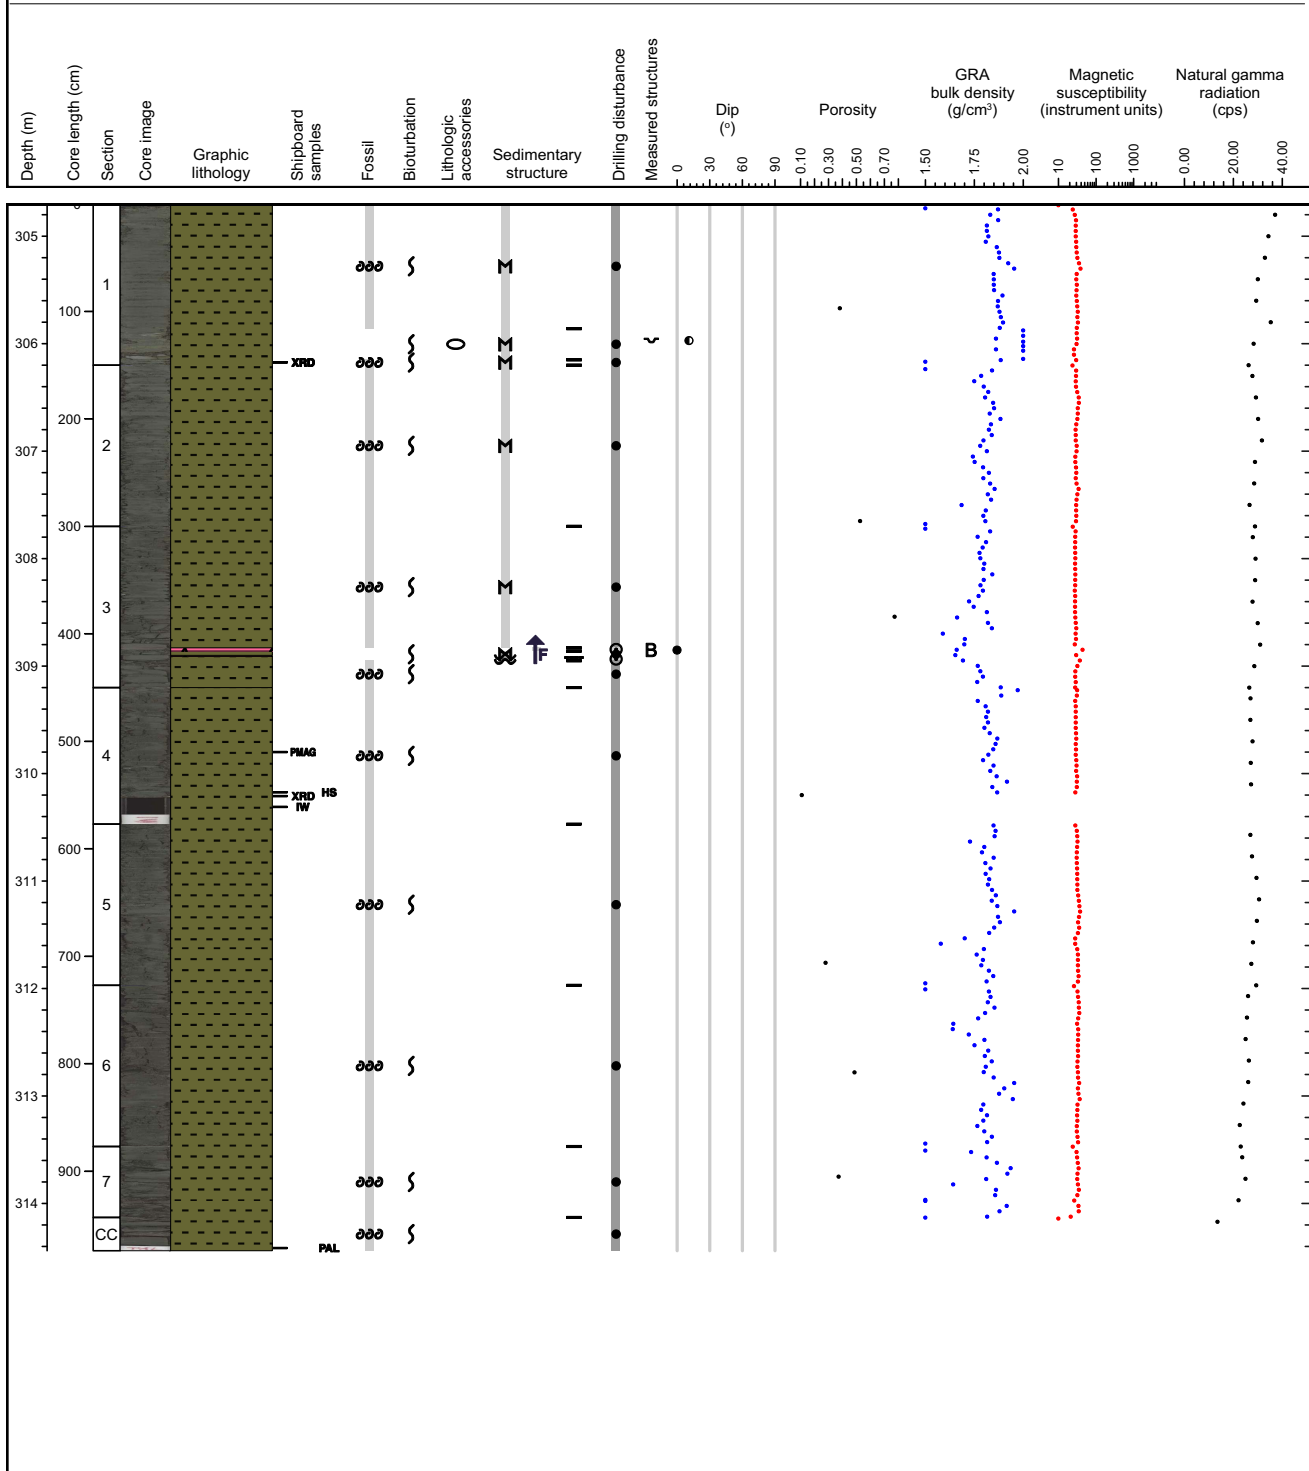 Depth (m)
Core length (cm)
Section
Core image
Graphic
lithology
Shipboard
samples
Fossil
Bioturbation
Lithologic
accessories
Sedimentary
structure
Drilling disturbance
Measured structures
Dip
(°)
Porosity
GRA
bulk density
(g/cm³)
Magnetic
susceptibility
(instrument units)
Natural gamma
radiation
(cps)
0 30 60 90
0.10 0.30 0.50 0.70
1.50 1.75 2.00
10 100 1000
0.00 20.00 40.00
305
1
100
306
XRD
200
2
307
300
308
3
400
F
B
309
500
4
PMAG
310
HS
XRD
IW
600
311
5
700
312
800
6
313
900
7
314
CC
PAL